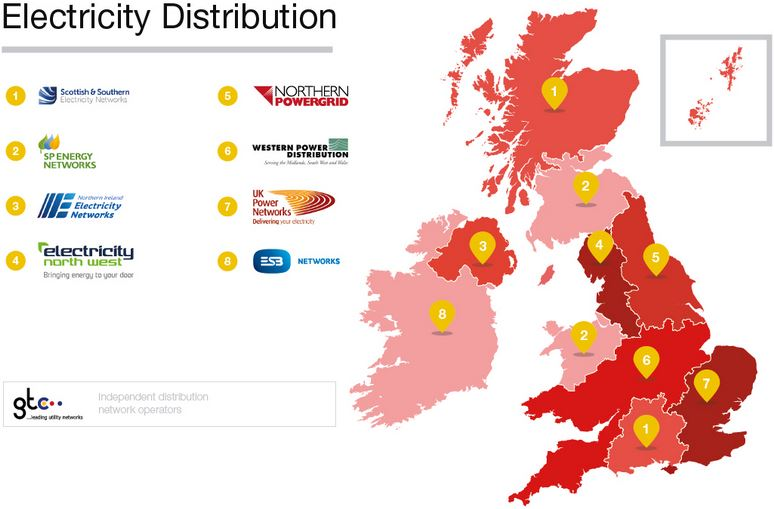 Electricity Distribution
1
Scottish & Southern
Electricity Networks
2
SP ENERGY
NETWORKS
3
Northern Ireland
Electricity
Networks
4
electricity
north west
Bringing energy to your door
5
NORTHERN
POWERGRID
6
WESTERN POWER
DISTRIBUTION
Serving the Midlands, South West and Wales
7
UK
Power
Networks
Delivering your electricity
8
ESB NETWORKS
gtc
...leading utility networks
Independent distribution
network operators
1
2
3
4
5
8
2
6
7
1